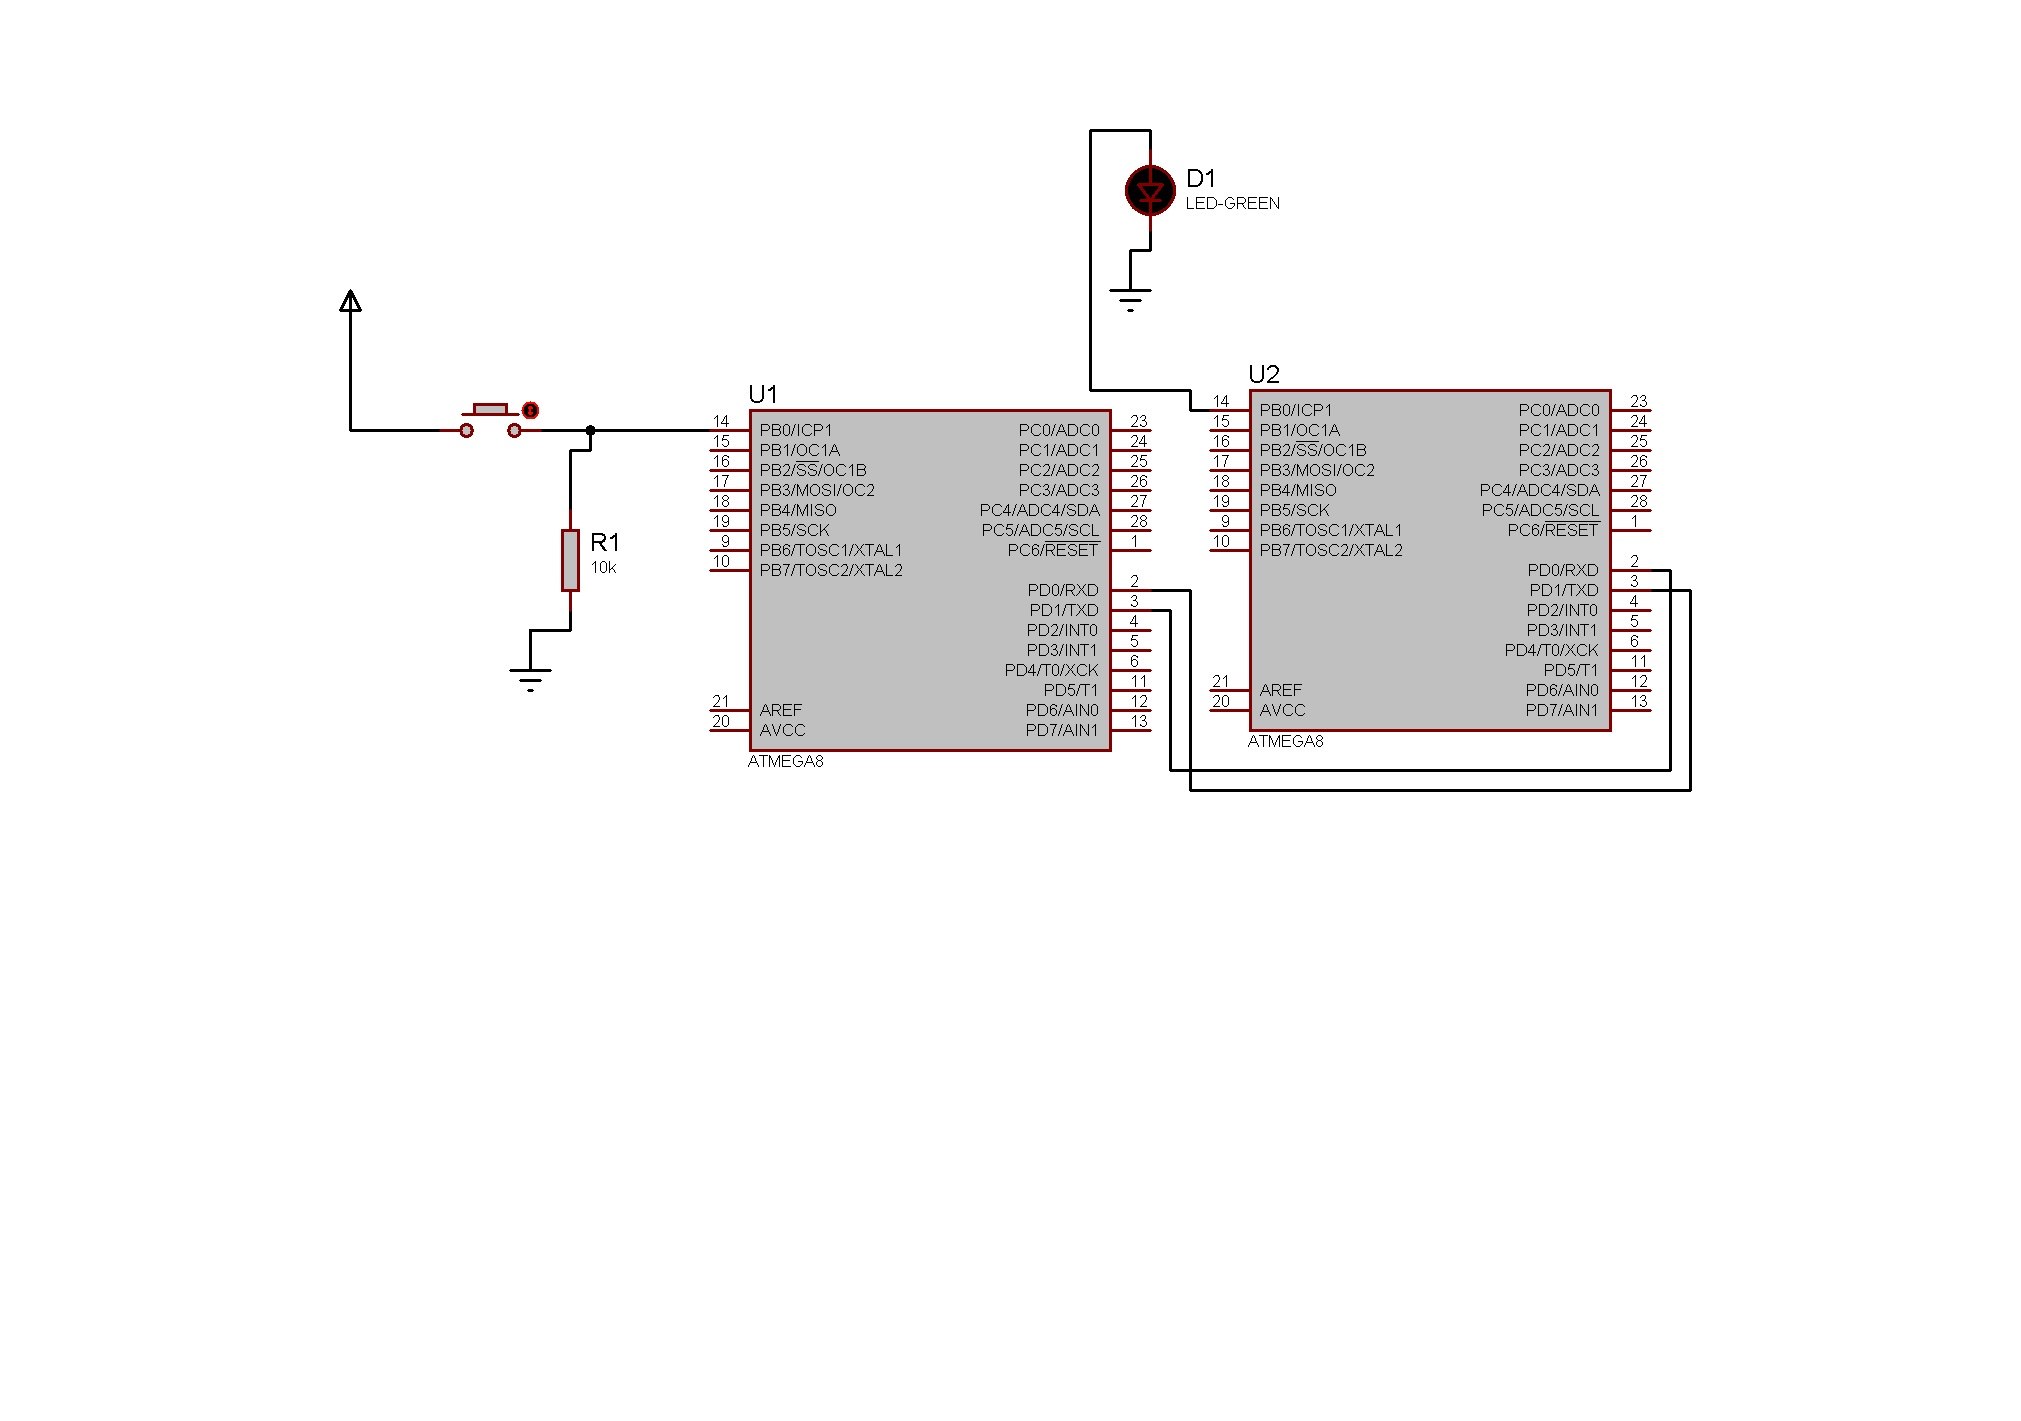 D1
LED-GREEN
R1
10k
U1
14 PB0/ICP1
15 PB1/OC1A
16 PB2/SS/OC1B
17 PB3/MOSI/OC2
18 PB4/MISO
19 PB5/SCK
9 PB6/TOSC1/XTAL1
10 PB7/TOSC2/XTAL2
21 AREF
20 AVCC
PC0/ADC0 23
PC1/ADC1 24
PC2/ADC2 25
PC3/ADC3 26
PC4/ADC4/SDA 27
PC5/ADC5/SCL 28
PC6/RESET 1
PD0/RXD 2
PD1/TXD 3
PD2/INT0 4
PD3/INT1 5
PD4/T0/XCK 6
PD5/T1 11
PD6/AIN0 12
PD7/AIN1 13
ATMEGA8
U2
14 PB0/ICP1
15 PB1/OC1A
16 PB2/SS/OC1B
17 PB3/MOSI/OC2
18 PB4/MISO
19 PB5/SCK
9 PB6/TOSC1/XTAL1
10 PB7/TOSC2/XTAL2
21 AREF
20 AVCC
PC0/ADC0 23
PC1/ADC1 24
PC2/ADC2 25
PC3/ADC3 26
PC4/ADC4/SDA 27
PC5/ADC5/SCL 28
PC6/RESET 1
PD0/RXD 2
PD1/TXD 3
PD2/INT0 4
PD3/INT1 5
PD4/T0/XCK 6
PD5/T1 11
PD6/AIN0 12
PD7/AIN1 13
ATMEGA8